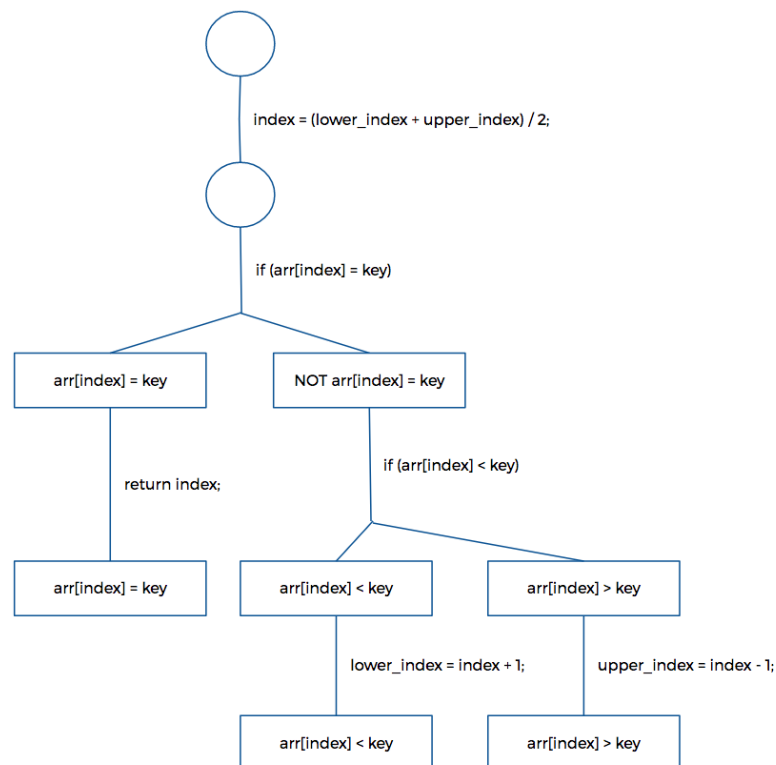 index = (lower_index + upper_index) / 2;
if (arr[index] = key)
arr[index] = key
NOT arr[index] = key
if (arr[index] < key)
return index;
arr[index] = key
arr[index] < key
arr[index] > key
lower_index = index + 1;
upper_index = index - 1;
arr[index] < key
arr[index] > key